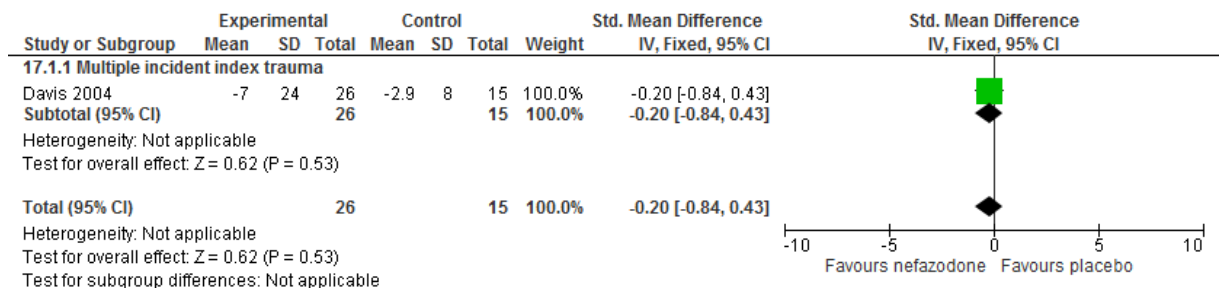 Experimental Control Std. Mean Difference Std. Mean Difference
Study or Subgroup Mean SD Total Mean SD Total Weight IV, Fixed, 95% CI IV, Fixed, 95% CI
17.1.1 Multiple incident index trauma
Davis 2004 -7 24 26 -2.9 8 15 100.0% -0.20 [-0.84, 0.43]
Subtotal (95% CI) 26 15 100.0% -0.20 [-0.84, 0.43]
Heterogeneity: Not applicable
Test for overall effect: Z = 0.62 (P = 0.53)
Total (95% CI) 26 15 100.0% -0.20 [-0.84, 0.43]
Heterogeneity: Not applicable
Test for overall effect: Z = 0.62 (P = 0.53)
Test for subgroup differences: Not applicable
-10 -5 0 5 10
Favours nefazodone Favours placebo